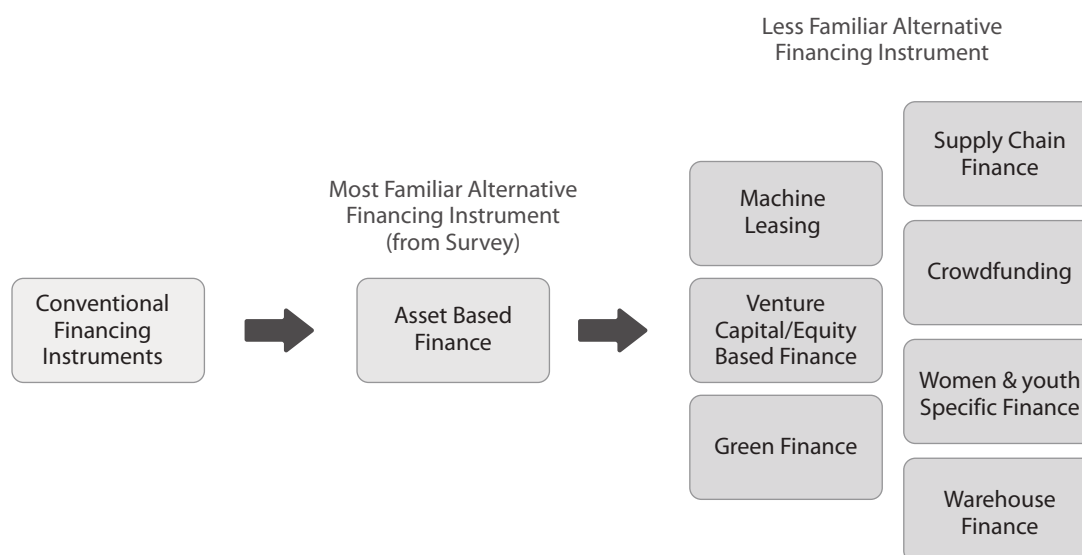 Less Familiar Alternative
Financing Instrument
Most Familiar Alternative
Financing Instrument
(from Survey)
Conventional
Financing
Instruments
Asset Based
Finance
Machine
Leasing
Venture
Capital/Equity
Based Finance
Green Finance
Supply Chain
Finance
Crowdfunding
Women & youth
Specific Finance
Warehouse
Finance